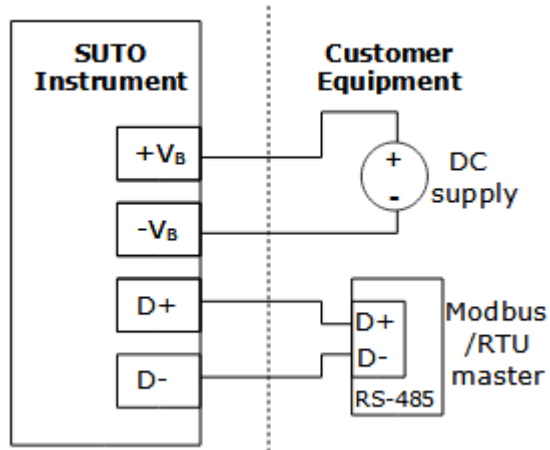 SUTO
Instrument
Customer
Equipment
+VB
-VB
D+
D-
+
-
DC
supply
D+
D-
RS-485
Modbus
/RTU
master